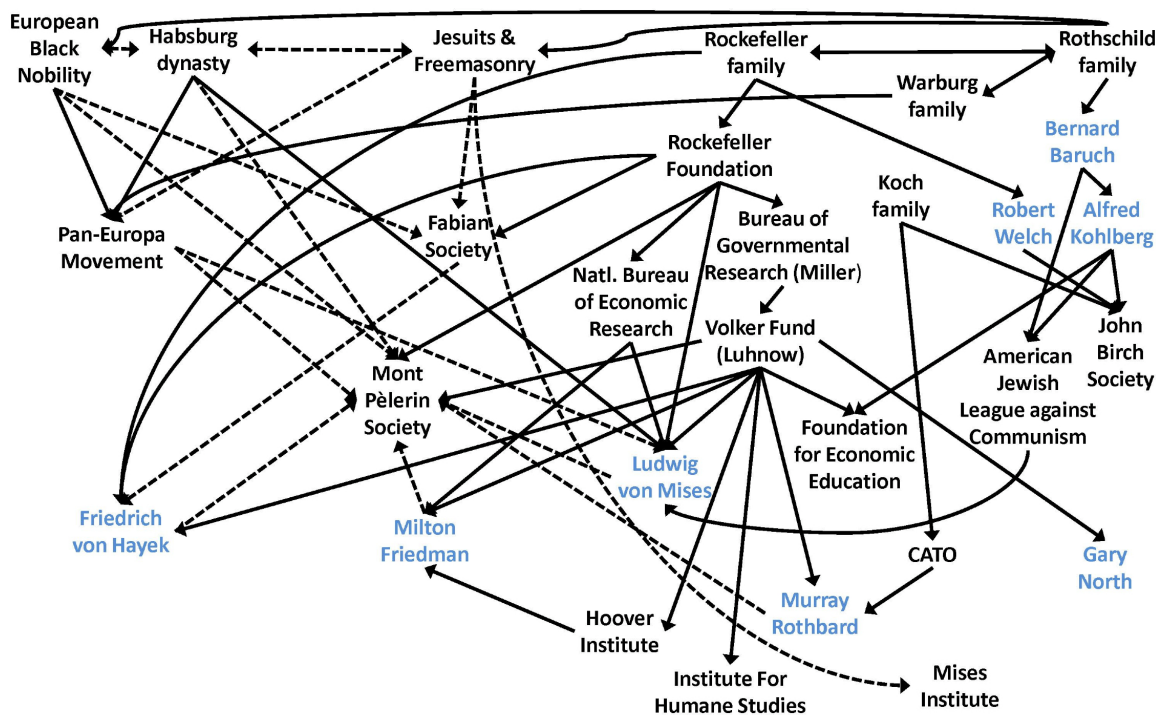 European
Black
Nobility
Habsburg
dynasty
Jesuits &
Freemasonry
Rockefeller
family
Rothschild
family
Warburg
family
Bernard
Baruch
Rockefeller
Foundation
Koch
family
Robert
Welch
Alfred
Kohlberg
Pan-Europa
Movement
Fabian
Society
Bureau of
Governmental
Research (Miller)
Natl. Bureau
of Economic
Research
Volker Fund
(Luhnow)
John
Birch
Society
American
Jewish
League against
Communism
Mont
Pèlerin
Society
Foundation
for Economic
Education
Ludwig
von Mises
Friedrich
von Hayek
Milton
Friedman
CATO
Gary
North
Murray
Rothbard
Hoover
Institute
Institute For
Humane Studies
Mises
Institute